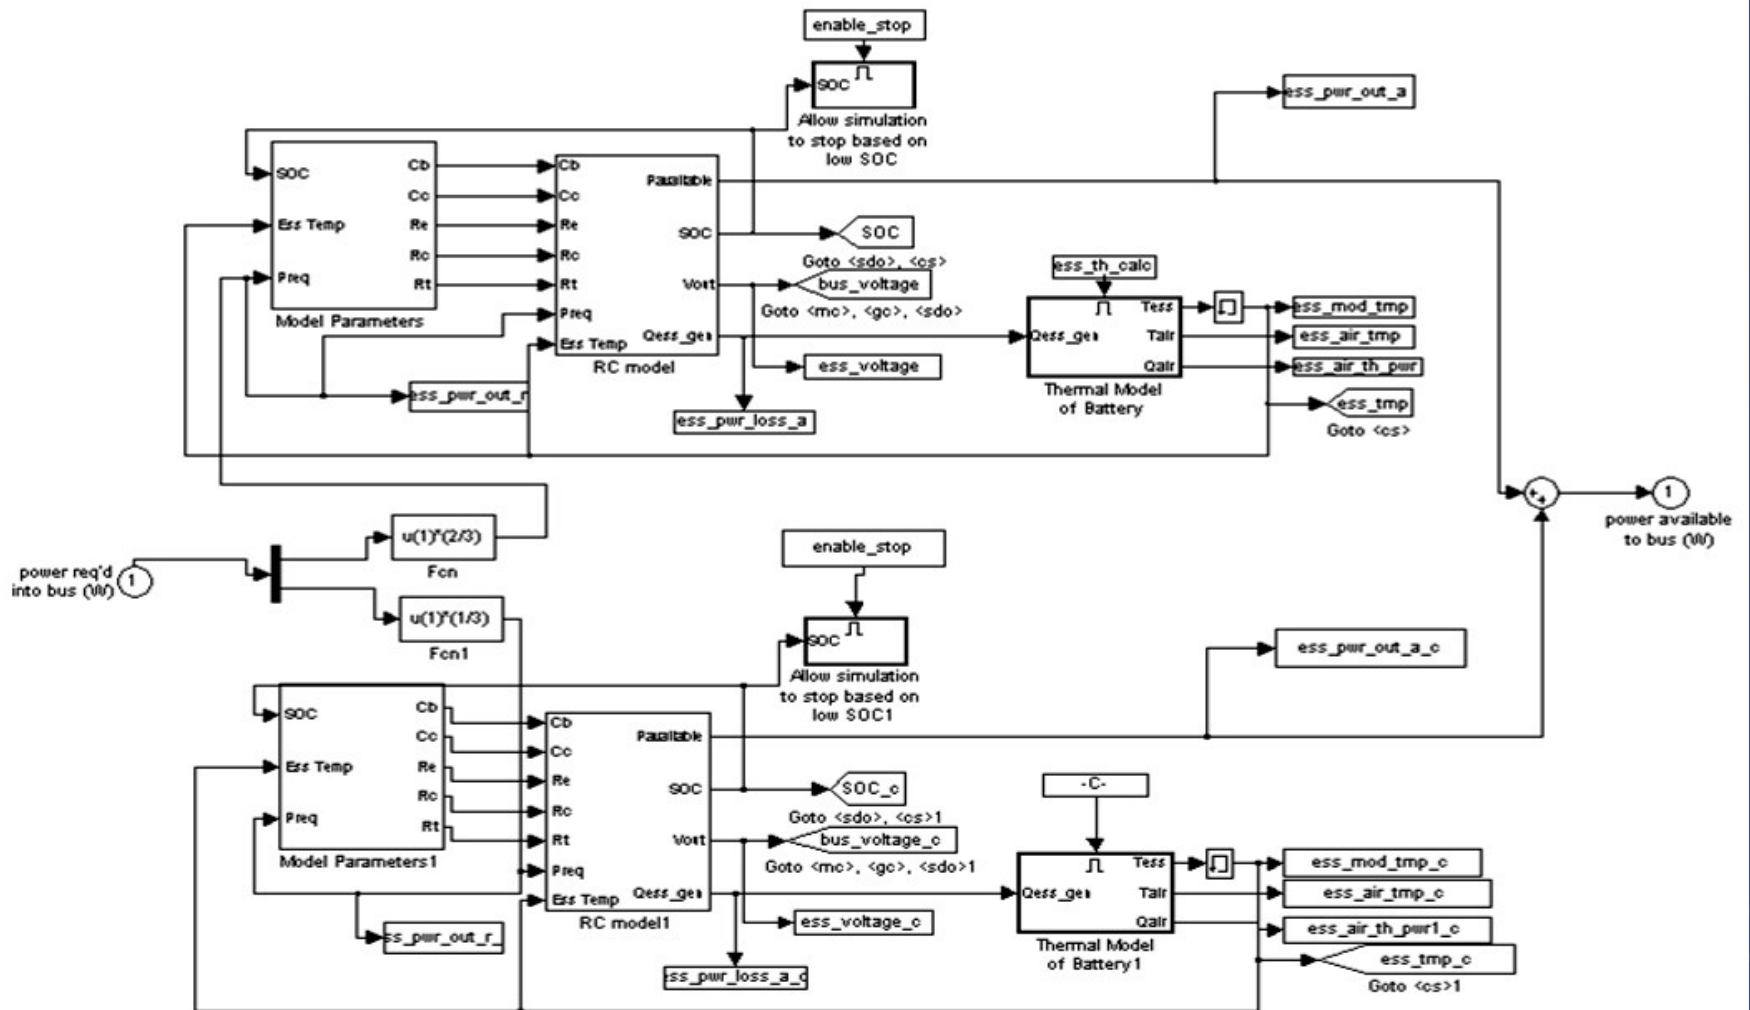 enable_stop
SOC
Allow simulation
to stop based on
low SOC
ess_pwr_out_a
SOC
Ess Temp
Preq
Cb
Cc
Re
Rc
Rt
Model Parameters
Cb
Cc
Re
Rc
Rt
Preq
Ess Temp
Pauailable
SOC
Vout
Qess_gen
RC model
SOC
Goto <sdo>, <cs>
bus_voltage
Goto <mc>, <gc>, <sdo>
ess_voltage
ess_pwr_loss_a
ess_pwr_out_r
ess_th_calc
Qess_gen
Tess
Tair
Qair
Thermal Model
of Battery
ess_mod_tmp
ess_air_tmp
ess_air_th_pwr
ess_tmp
Goto <cs>
1
power available
to bus (W)
power req'd
into bus (W)
1
u(1)*(2/3)
Fcn
u(1)*(1/3)
Fcn1
enable_stop
SOC
Allow simulation
to stop based on
low SOC1
ess_pwr_out_a_c
SOC
Ess Temp
Preq
Cb
Cc
Re
Rc
Rt
Model Parameters1
Cb
Cc
Re
Rc
Rt
Preq
Ess Temp
Pauailable
SOC
Vout
Qess_gen
RC model1
SOC_c
Goto <sdo>, <cs>1
bus_voltage_c
Goto <mc>, <gc>, <sdo>1
ess_voltage_c
ess_pwr_loss_a_c
ss_pwr_out_r_
-C-
Qess_gen
Tess
Tair
Qair
Thermal Model
of Battery1
ess_mod_tmp_c
ess_air_tmp_c
ess_air_th_pwr1_c
ess_tmp_c
Goto <cs>1